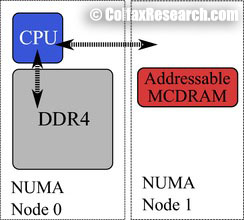 © ColfaxResearch.com
CPU
Addressable
MCDRAM
DDR4
NUMA
Node 0
NUMA
Node 1